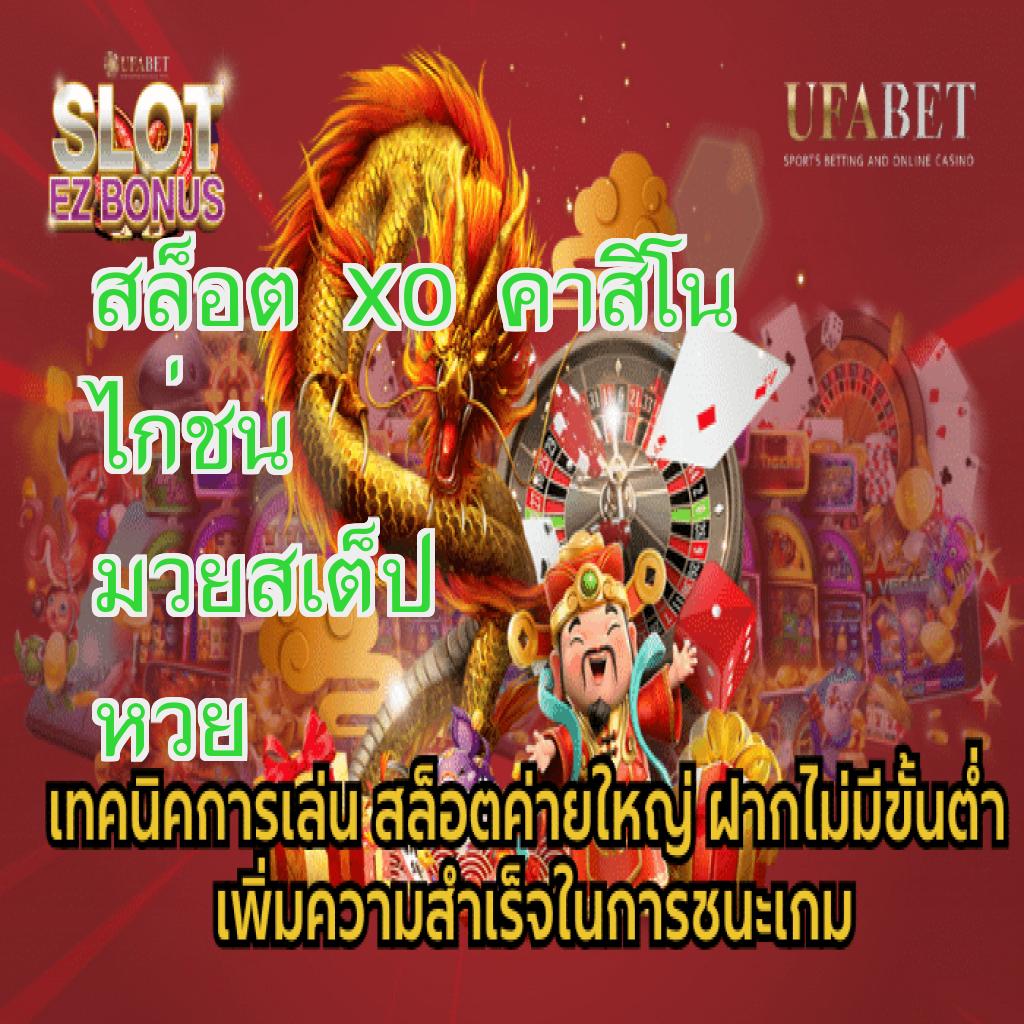 UFABET
SLOT
EZ BONUS
UFABET
SPORTS BETTING AND ONLINE CASINO
สล็อต xo คาสิโน
ไก่ชน
มวยสเต็ป
หวย
เทคนิคการเล่น สล็อตค่ายใหญ่ ฝากไม่มีขั้นต่ำ
เพิ่มความสำเร็จในการชนะเกม